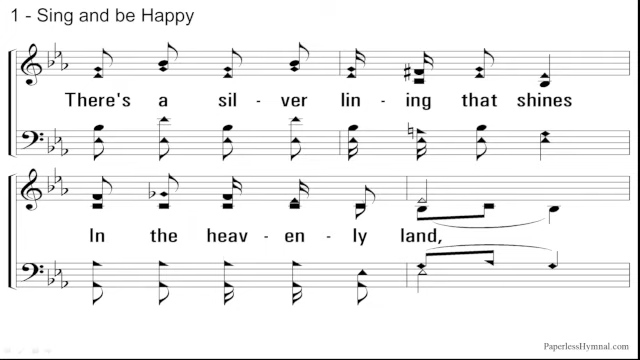 1 - Sing and be Happy
There's a sil - ver lin - ing that shines
In the heav - en - ly land,
PaperlessHymnal.com